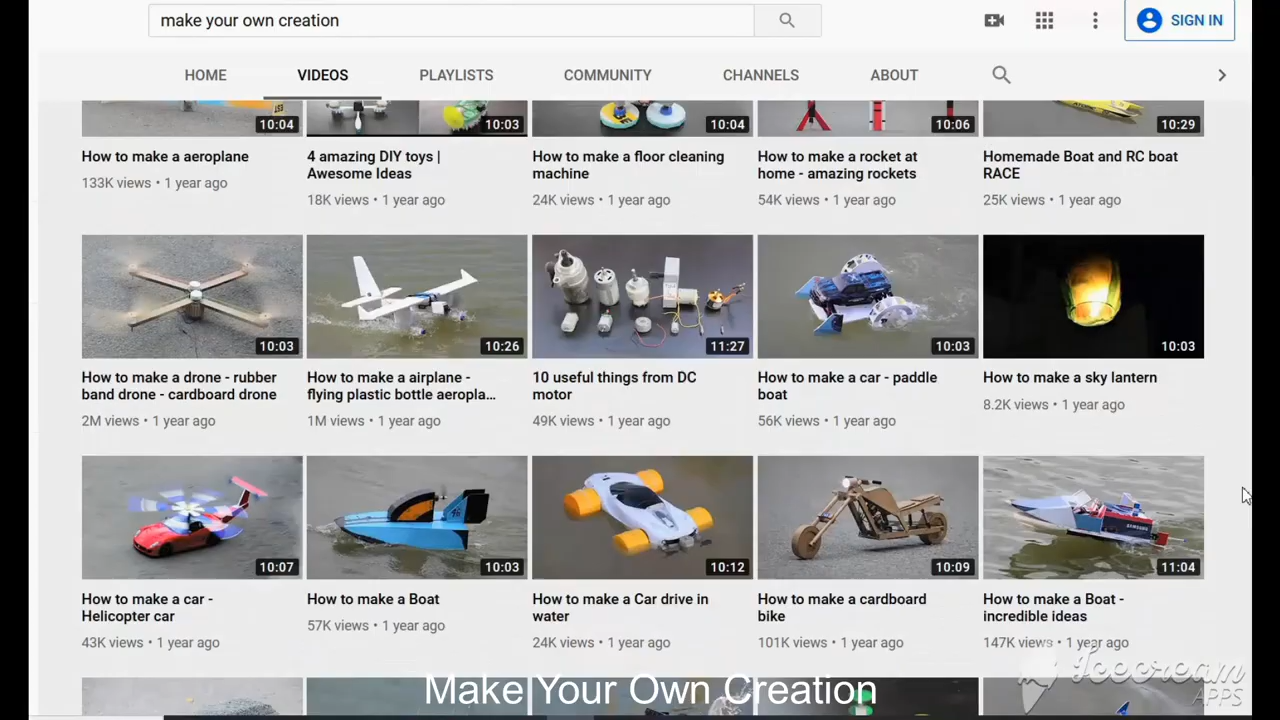 make your own creation
SIGN IN
HOME VIDEOS PLAYLISTS COMMUNITY CHANNELS ABOUT
10:04 10:03 10:04 10:06 10:29
How to make a aeroplane
133K views • 1 year ago
4 amazing DIY toys |
Awesome Ideas
18K views • 1 year ago
How to make a floor cleaning
machine
24K views • 1 year ago
How to make a rocket at
home - amazing rockets
54K views • 1 year ago
Homemade Boat and RC boat
RACE
25K views • 1 year ago
10:03 10:26 11:27 10:03 10:03
How to make a drone - rubber
band drone - cardboard drone
2M views • 1 year ago
How to make a airplane -
flying plastic bottle aeropla...
1M views • 1 year ago
10 useful things from DC
motor
49K views • 1 year ago
How to make a car - paddle
boat
56K views • 1 year ago
How to make a sky lantern
8.2K views • 1 year ago
10:07 10:03 10:12 10:09 11:04
SAMSUNG
How to make a car -
Helicopter car
43K views • 1 year ago
How to make a Boat
57K views • 1 year ago
How to make a Car drive in
water
24K views • 1 year ago
How to make a cardboard
bike
101K views • 1 year ago
How to make a Boat -
incredible ideas
147K views • 1 year ago
Make Your Own Creation
Icecream
APPS